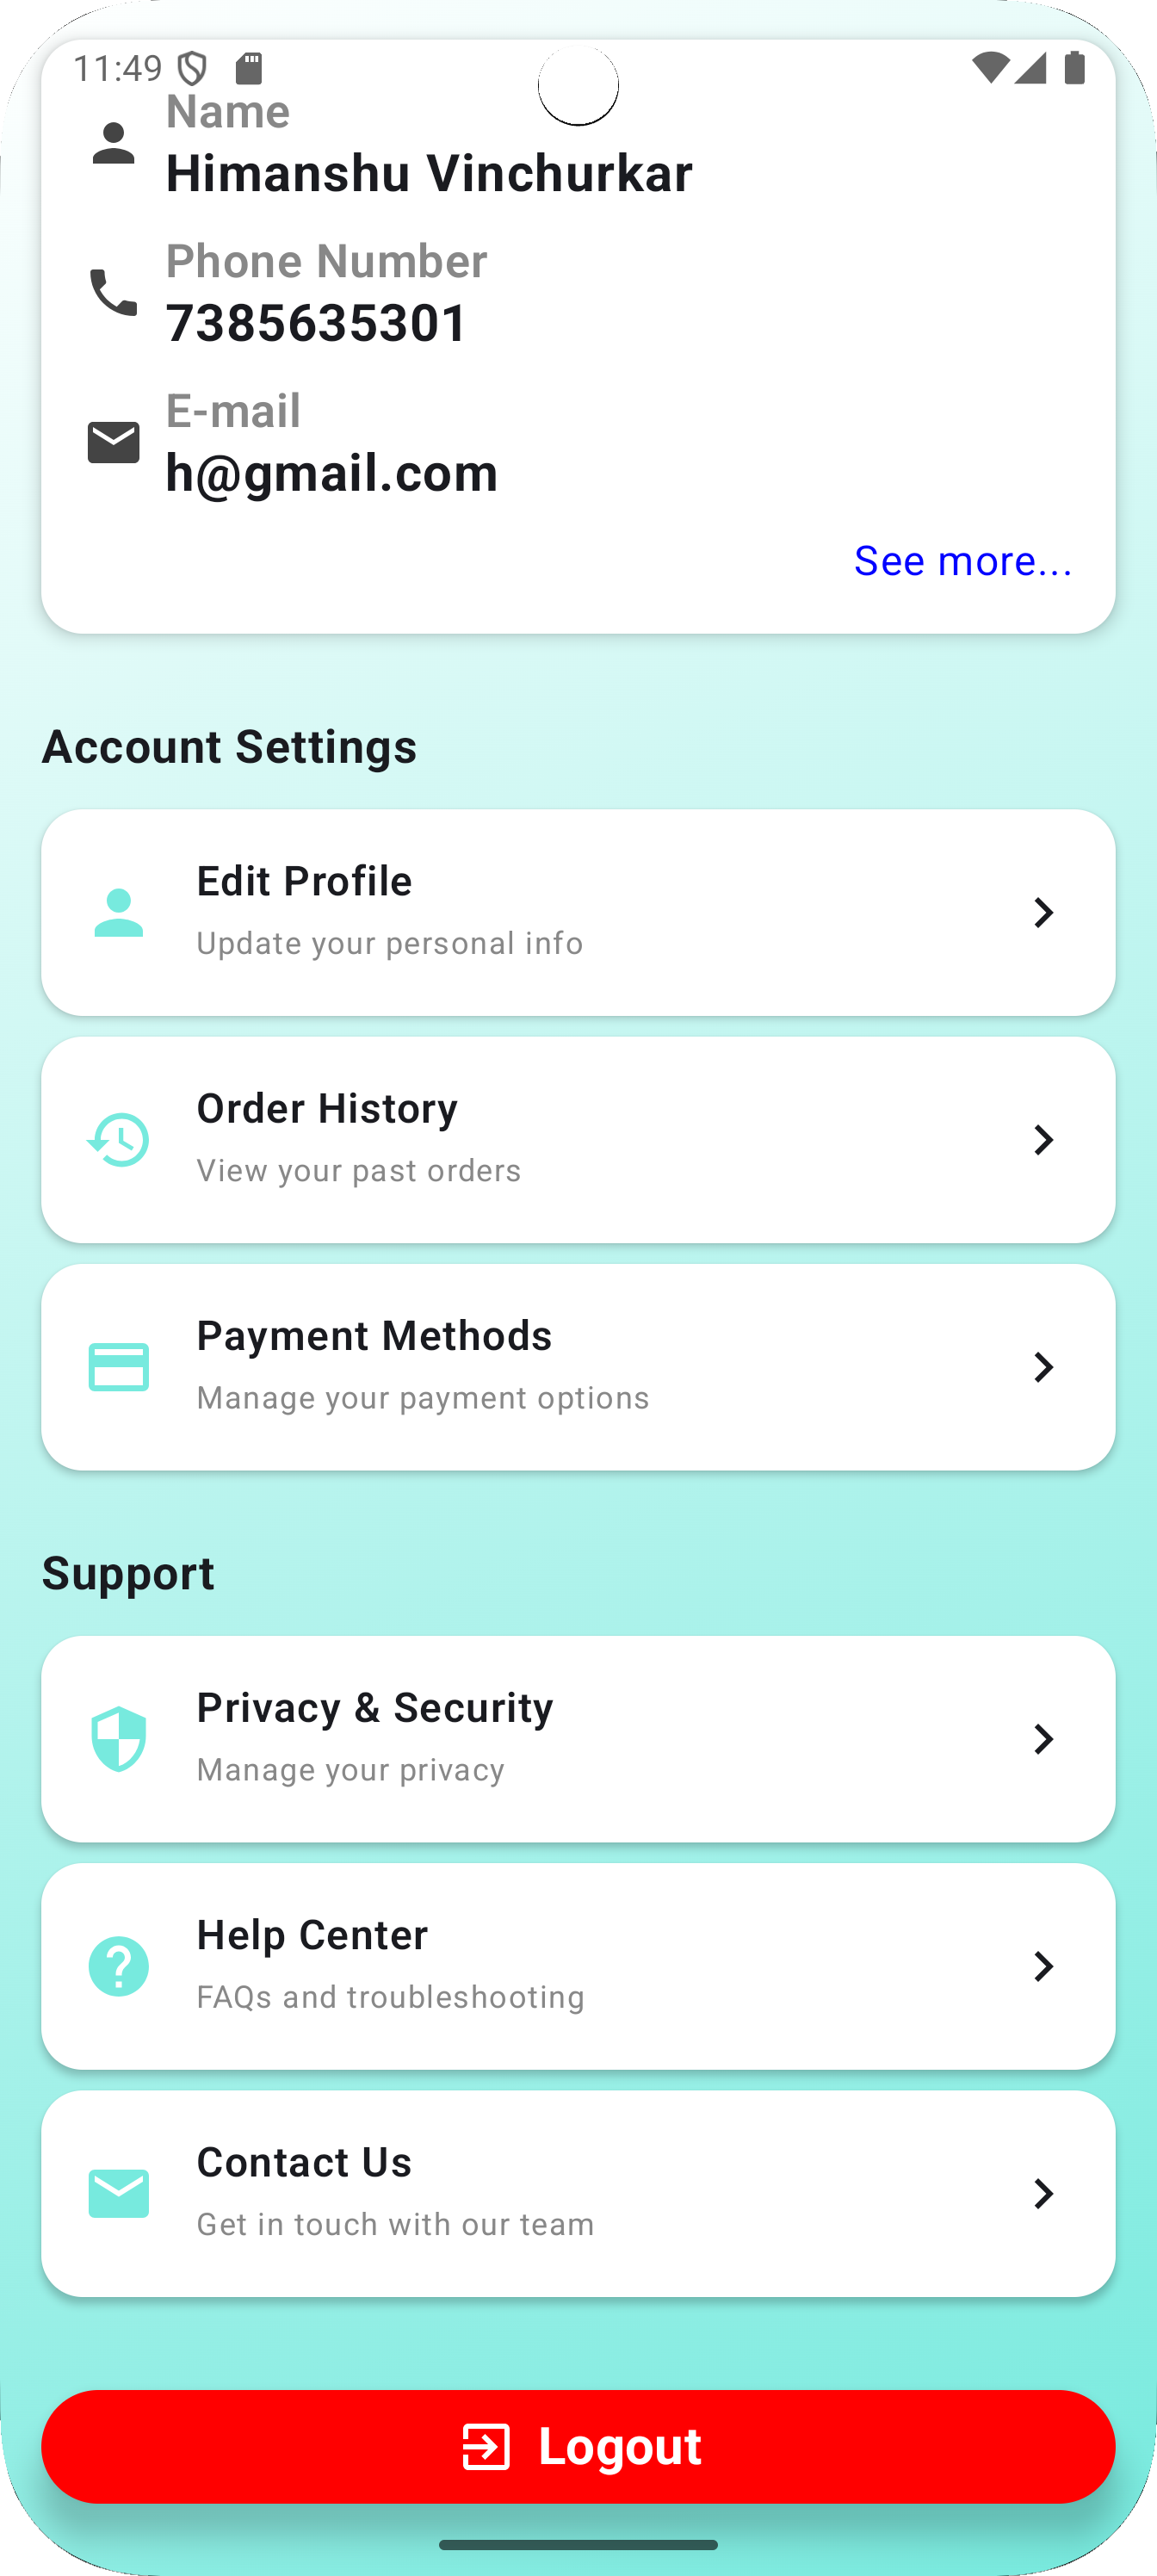 11:49
Name
Himanshu Vinchurkar
Phone Number
7385635301
E-mail
h@gmail.com
See more...
Account Settings
Edit Profile
Update your personal info
Order History
View your past orders
Payment Methods
Manage your payment options
Support
Privacy & Security
Manage your privacy
Help Center
FAQs and troubleshooting
Contact Us
Get in touch with our team
Logout